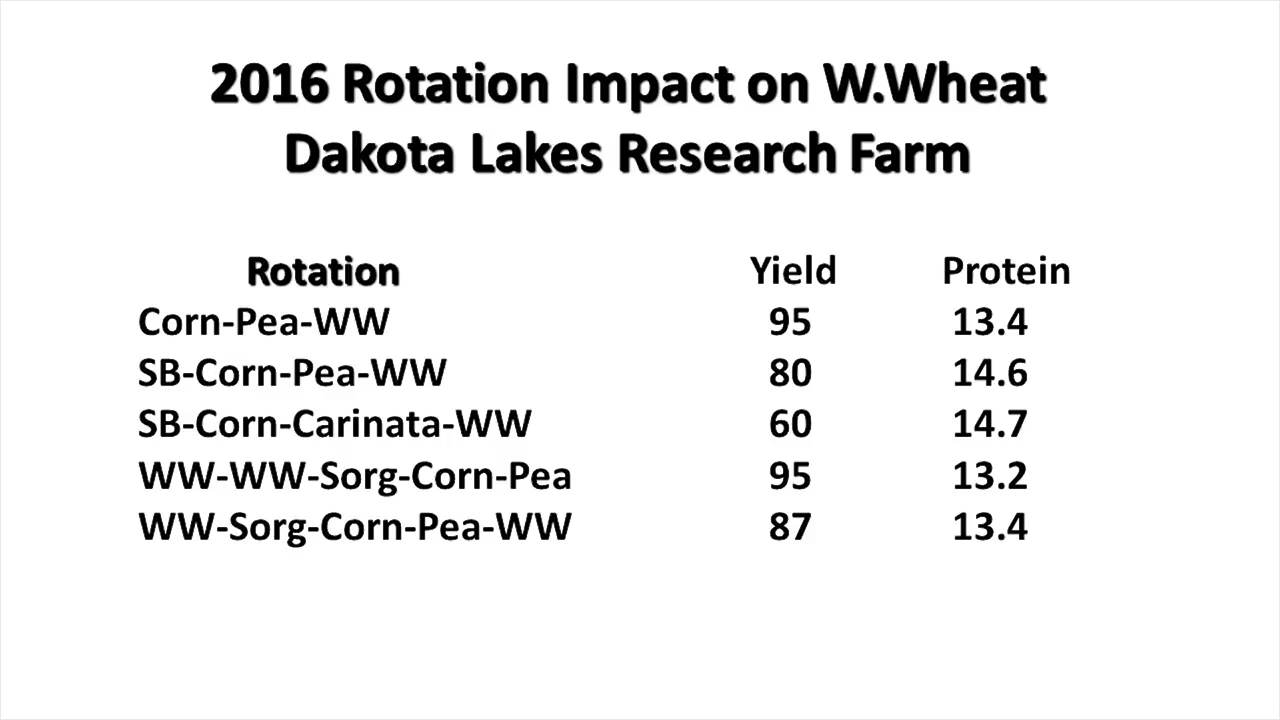 2016 Rotation Impact on W.Wheat
Dakota Lakes Research Farm
Rotation Yield Protein
Corn-Pea-WW 95 13.4
SB-Corn-Pea-WW 80 14.6
SB-Corn-Carinata-WW 60 14.7
WW-WW-Sorg-Corn-Pea 95 13.2
WW-Sorg-Corn-Pea-WW 87 13.4